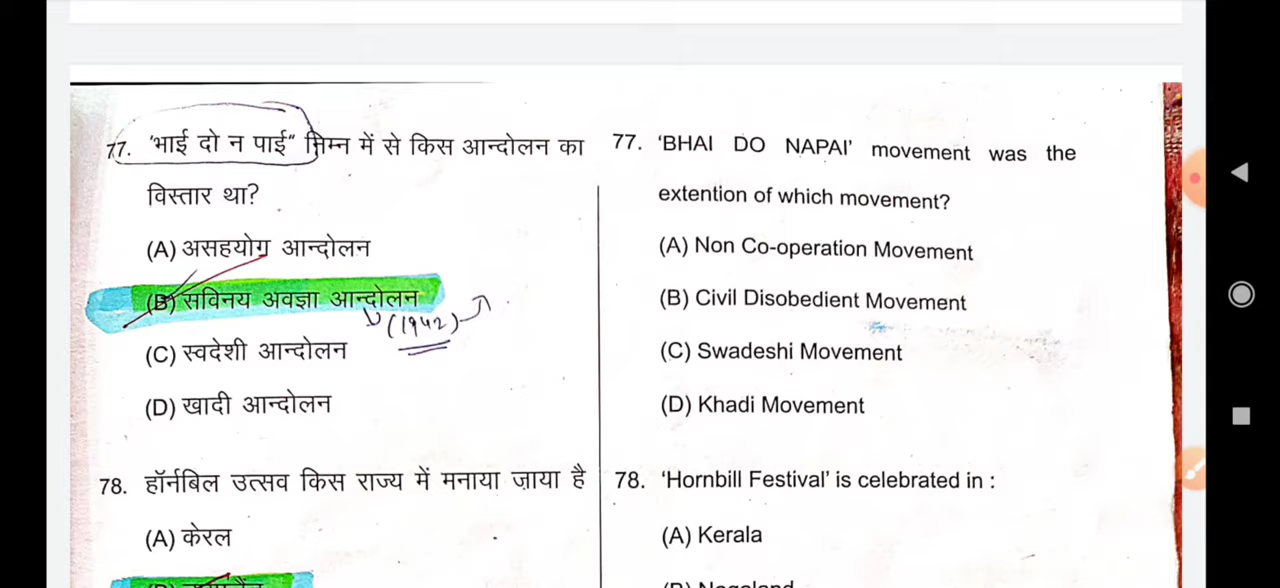 77. 'भाई दो न पाई" निम्न में से किस आन्दोलन का
विस्तार था?
(A) असहयोग आन्दोलन
(B) सविनय अवज्ञा आन्दोलन
(1942)
(C) स्वदेशी आन्दोलन
(D) खादी आन्दोलन
78. हॉर्नबिल उत्सव किस राज्य में मनाया ज़ाया है
(A) केरल
77. 'BHAI DO NAPAI' movement was the
extention of which movement?
(A) Non Co-operation Movement
(B) Civil Disobedient Movement
(C) Swadeshi Movement
(D) Khadi Movement
78. 'Hornbill Festival' is celebrated in :
(A) Kerala
(B) Nagaland